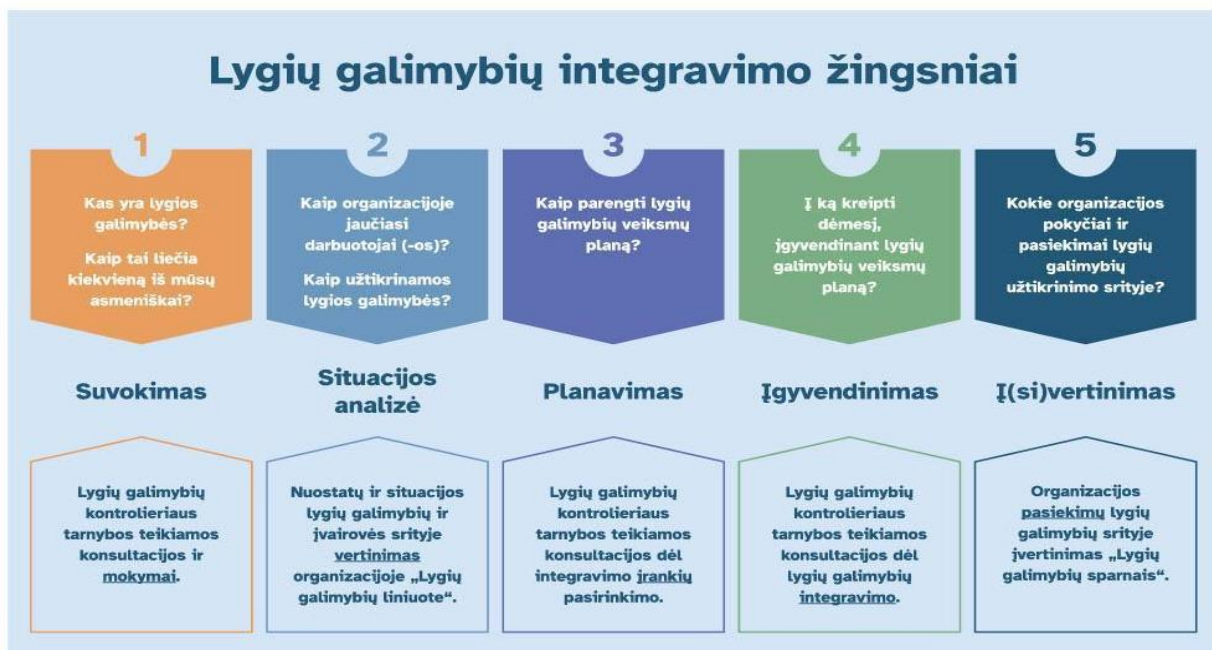 Lygių galimybių integravimo žingsniai
1
Kas yra lygios
galimybės?
Kaip tai liečia
kiekvieną iš mūsų
asmeniškai?
Suvokimas
Lygių galimybių
kontrolieriaus
tarnybos teikiamos
konsultacijos ir
mokymai.
2
Kaip organizacijoje
jaučiasi
darbuotojai (-os)?
Kaip užtikrinamos
lygios galimybės?
Situacijos
analizė
Nuostatų ir situacijos
lygių galimybių ir
įvairovės srityje
vertinimas
organizacijoje „Lygių
galimybių liniuote“.
3
Kaip parengti lygių
galimybių veiksmų
planą?
Planavimas
Lygių galimybių
kontrolieriaus
tarnybos teikiamos
konsultacijos dėl
integravimo įrankių
pasirinkimo.
4
Į ką kreipti
dėmesį,
įgyvendinant lygių
galimybių veiksmų
planą?
Įgyvendinimas
Lygių galimybių
kontrolieriaus
tarnybos teikiamos
konsultacijos dėl
lygių galimybių
integravimo.
5
Kokie organizacijos
pokyčiai ir
pasiekimai lygių
galimybių
užtikrinimo srityje?
Į(si)vertinimas
Organizacijos
pasiekimų lygių
galimybių srityje
įvertinimas „Lygių
galimybių sparnais“.